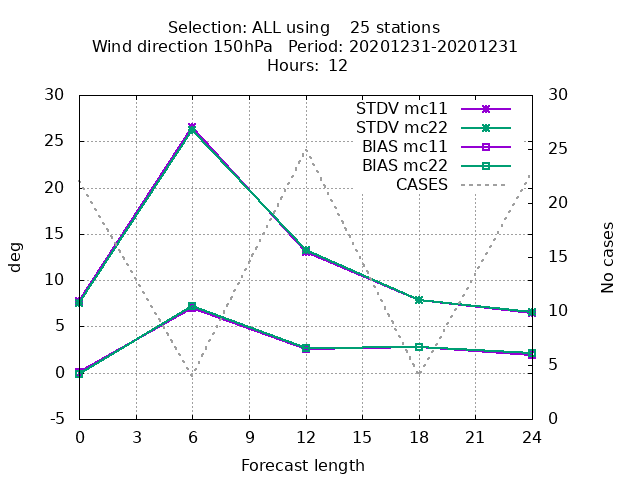 Selection: ALL using 25 stations
Wind direction 150hPa Period: 20201231-20201231
Hours: 12
30
25
20
15
10
5
0
-5
deg
STDV mc11
STDV mc22
BIAS mc11
BIAS mc22
CASES
30
25
20
15
10
5
0
No cases
0 3 6 9 12 15 18 21 24
Forecast length